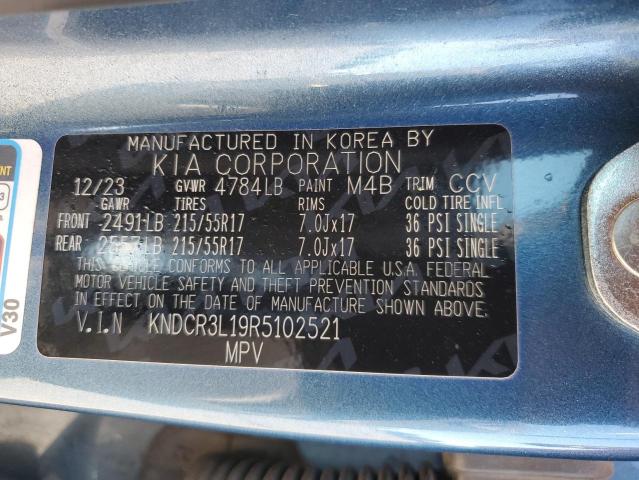 MANUFACTURED IN KOREA BY
KIA CORPORATION
12/23 GVWR 4784LB PAINT M4B TRIM CCV
GAWR TIRES RIMS COLD TIRE INFL
FRONT 2491LB 215/55R17 7.0Jx17 36 PSI SINGLE
REAR 2557LB 215/55R17 7.0Jx17 36 PSI SINGLE
THIS VEHICLE CONFORMS TO ALL APPLICABLE U.S.A. FEDERAL
MOTOR VEHICLE SAFETY AND THEFT PREVENTION STANDARDS
IN EFFECT ON THE DATE OF MANUFACTURE SHOWN ABOVE.
V.I.N KNDCR3L19R5102521
MPV
V30